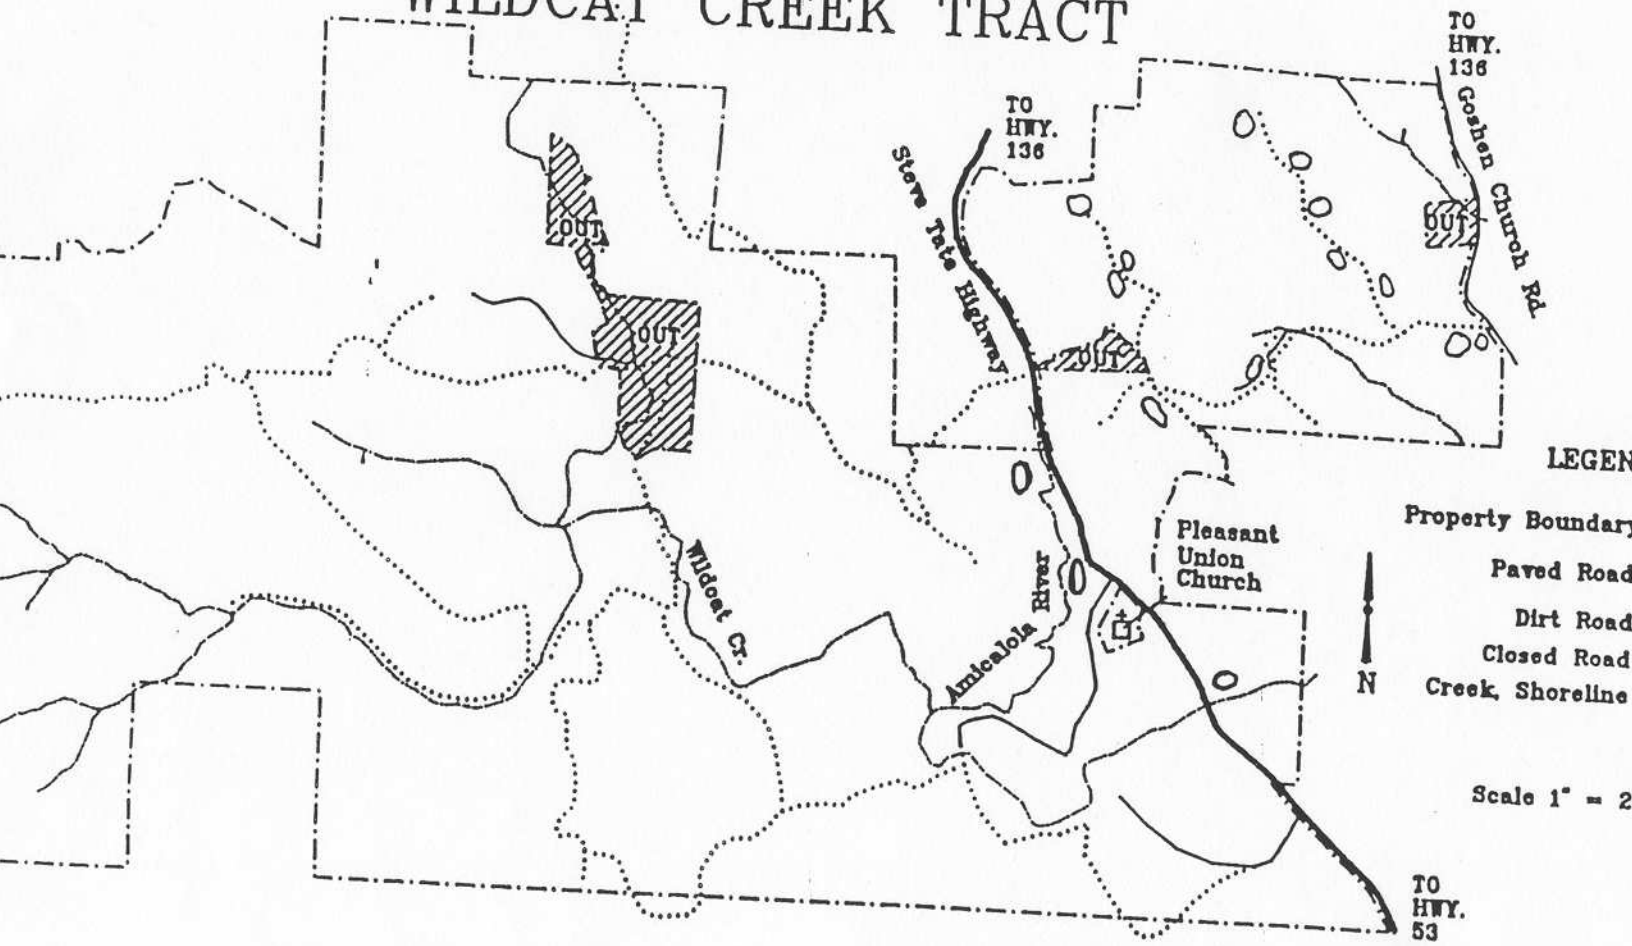 WILDCAT CREEK TRACT
TO
HWY.
136
TO
HWY.
136
Goshen Church Rd.
Steve Tate Highway
OUT
OUT
OUT
OUT
LEGEN
Property Boundary
Paved Road
Dirt Road
Closed Road
Creek, Shoreline
Pleasant
Union
Church
Wildcat Cr.
Amicalola River
N
Scale 1" = 2
TO
HWY.
53